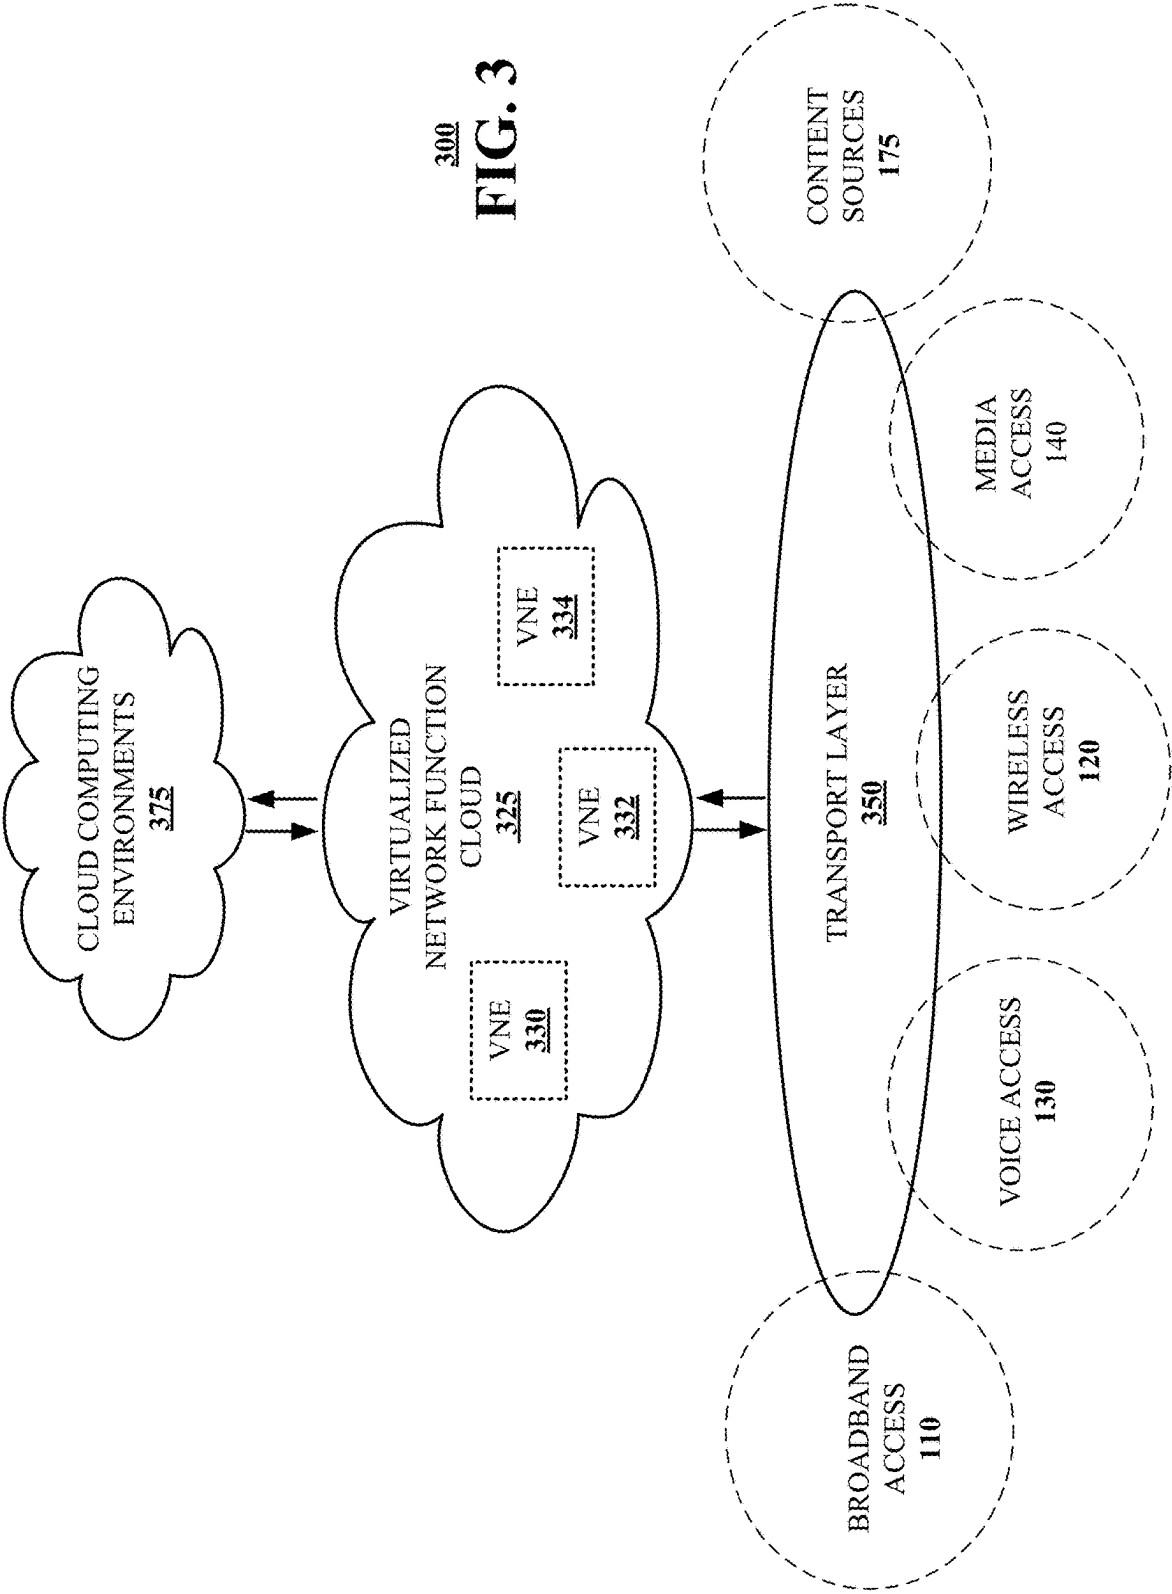 CLOUD COMPUTING
ENVIRONMENTS
375
VIRTUALIZED
NETWORK FUNCTION
CLOUD
325
VNE
330
VNE
332
VNE
334
TRANSPORT LAYER
350
BROADBAND
ACCESS
110
VOICE ACCESS
130
WIRELESS
ACCESS
120
MEDIA
ACCESS
140
CONTENT
SOURCES
175
300
FIG. 3